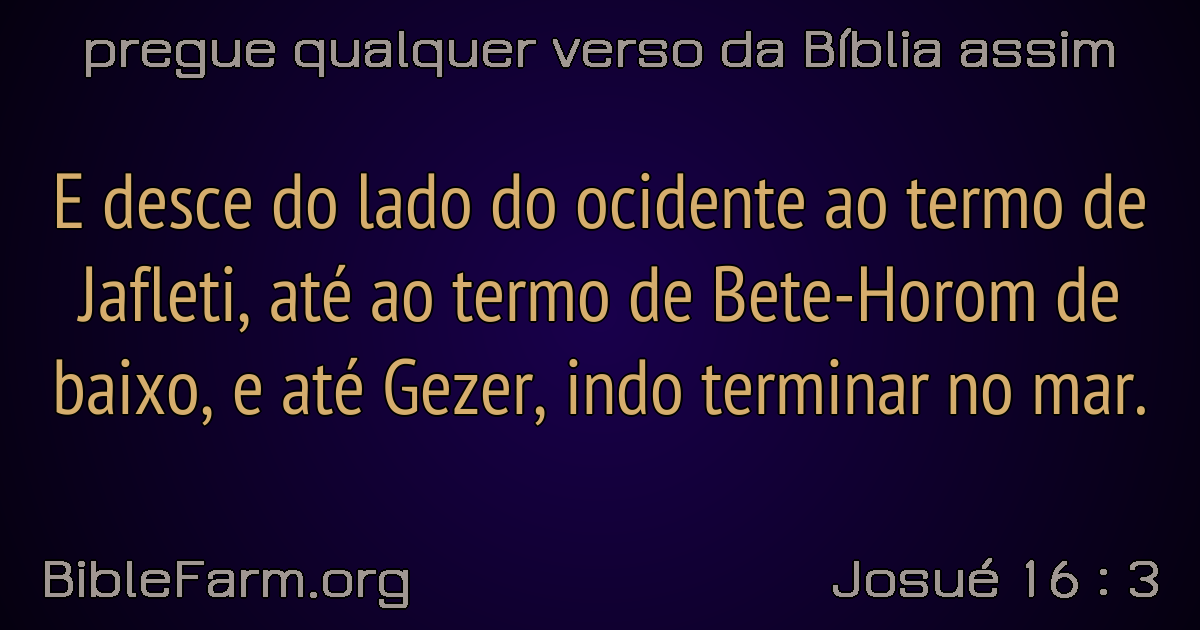 pregue qualquer verso da Bíblia assim
E desce do lado do ocidente ao termo de
Jafleti, até ao termo de Bete-Horom de
baixo, e até Gezer, indo terminar no mar.
BibleFarm.org
Josué 16 : 3